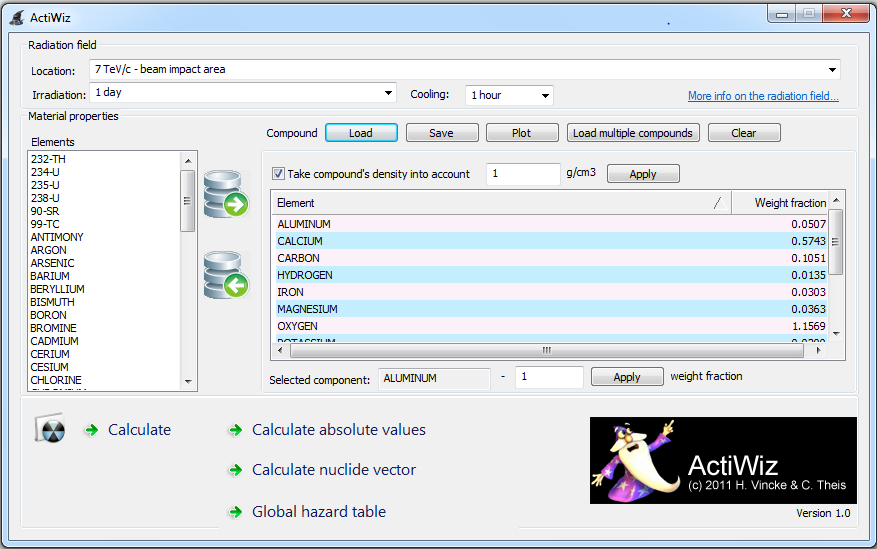 ActiWiz
Radiation field
Location: 7 TeV/c - beam impact area
Irradiation: 1 day Cooling: 1 hour More info on the radiation field...
Material properties
Compound Load Save Plot Load multiple compounds Clear
Elements
232-TH
234-U
235-U
238-U
90-SR
99-TC
ANTIMONY
ARGON
ARSENIC
BARIUM
BERYLLIUM
BISMUTH
BORON
BROMINE
CADMIUM
CERIUM
CESIUM
CHLORINE
Take compound's density into account 1 g/cm3 Apply
Element Weight fraction
ALUMINUM 0.0507
CALCIUM 0.5743
CARBON 0.1051
HYDROGEN 0.0135
IRON 0.0303
MAGNESIUM 0.0363
OXYGEN 1.1569
Selected component: ALUMINUM - 1 Apply weight fraction
Calculate
Calculate absolute values
Calculate nuclide vector
Global hazard table
ActiWiz
(c) 2011 H. Vincke & C. Theis
Version 1.0